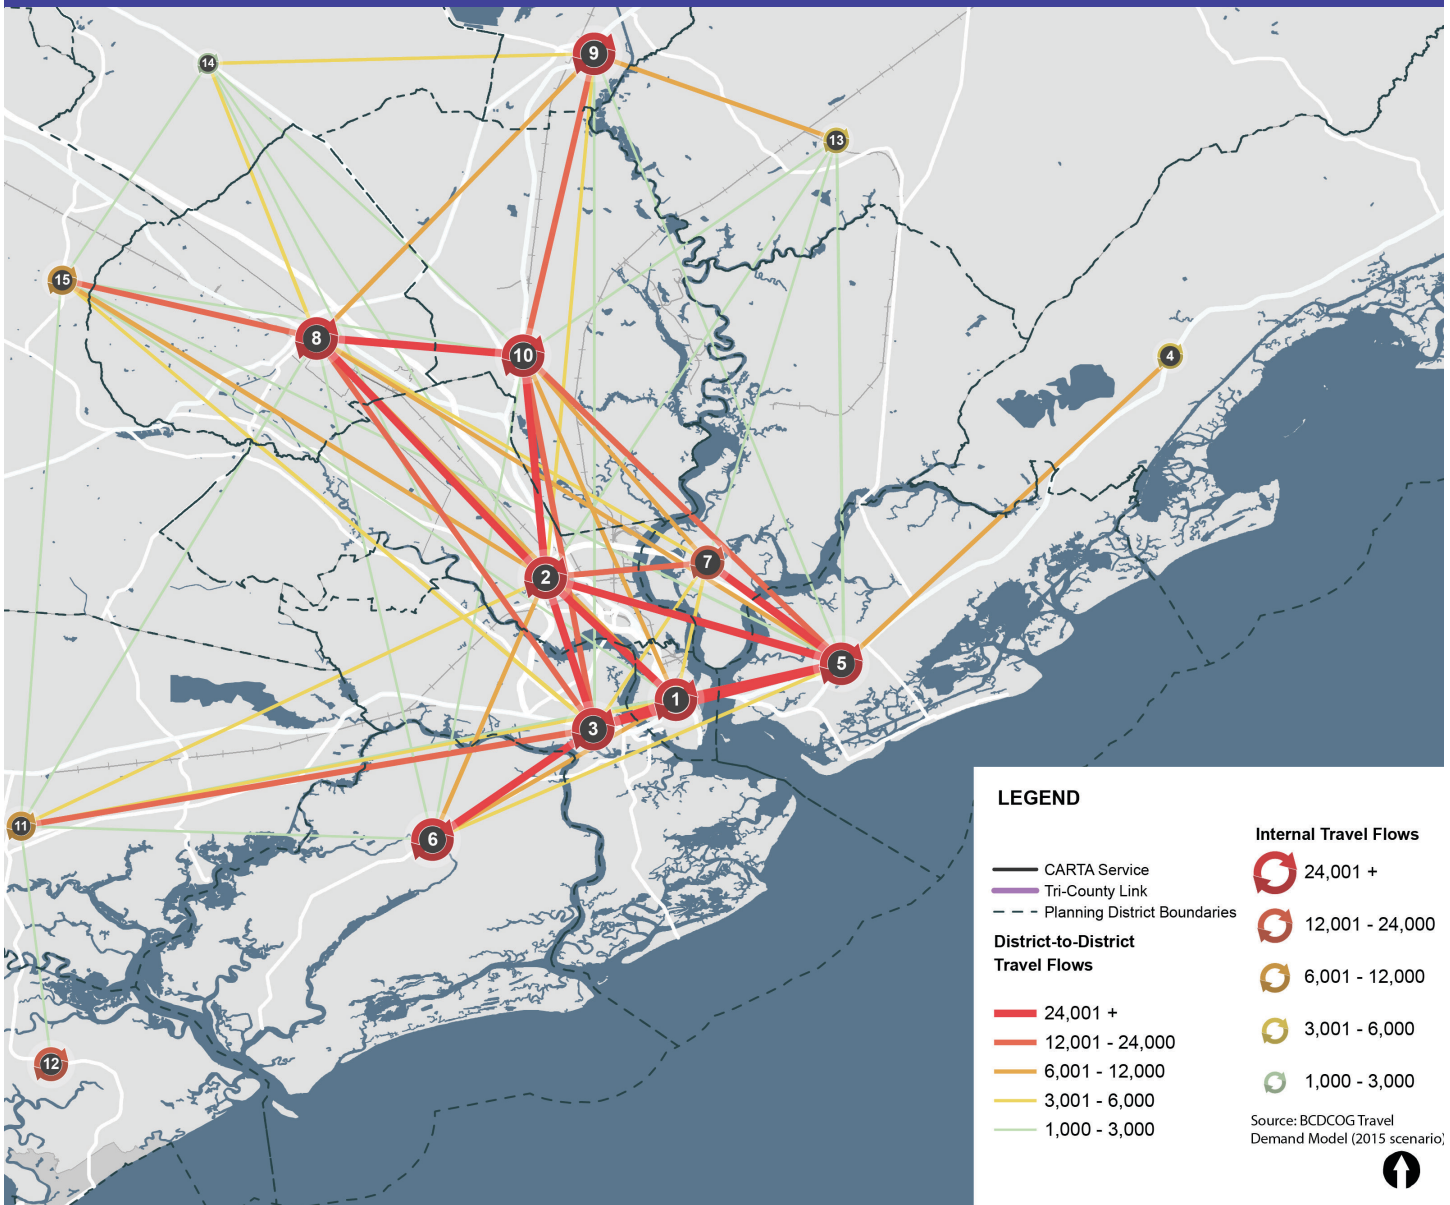 9
14
13
15
8
10
4
7
2
5
1
3
11
6
12
LEGEND
CARTA Service
Tri-County Link
Planning District Boundaries
District-to-District
Travel Flows
24,001 +
12,001 - 24,000
6,001 - 12,000
3,001 - 6,000
1,000 - 3,000
Internal Travel Flows
24,001 +
12,001 - 24,000
6,001 - 12,000
3,001 - 6,000
1,000 - 3,000
Source: BCDCOG Travel
Demand Model (2015 scenario)